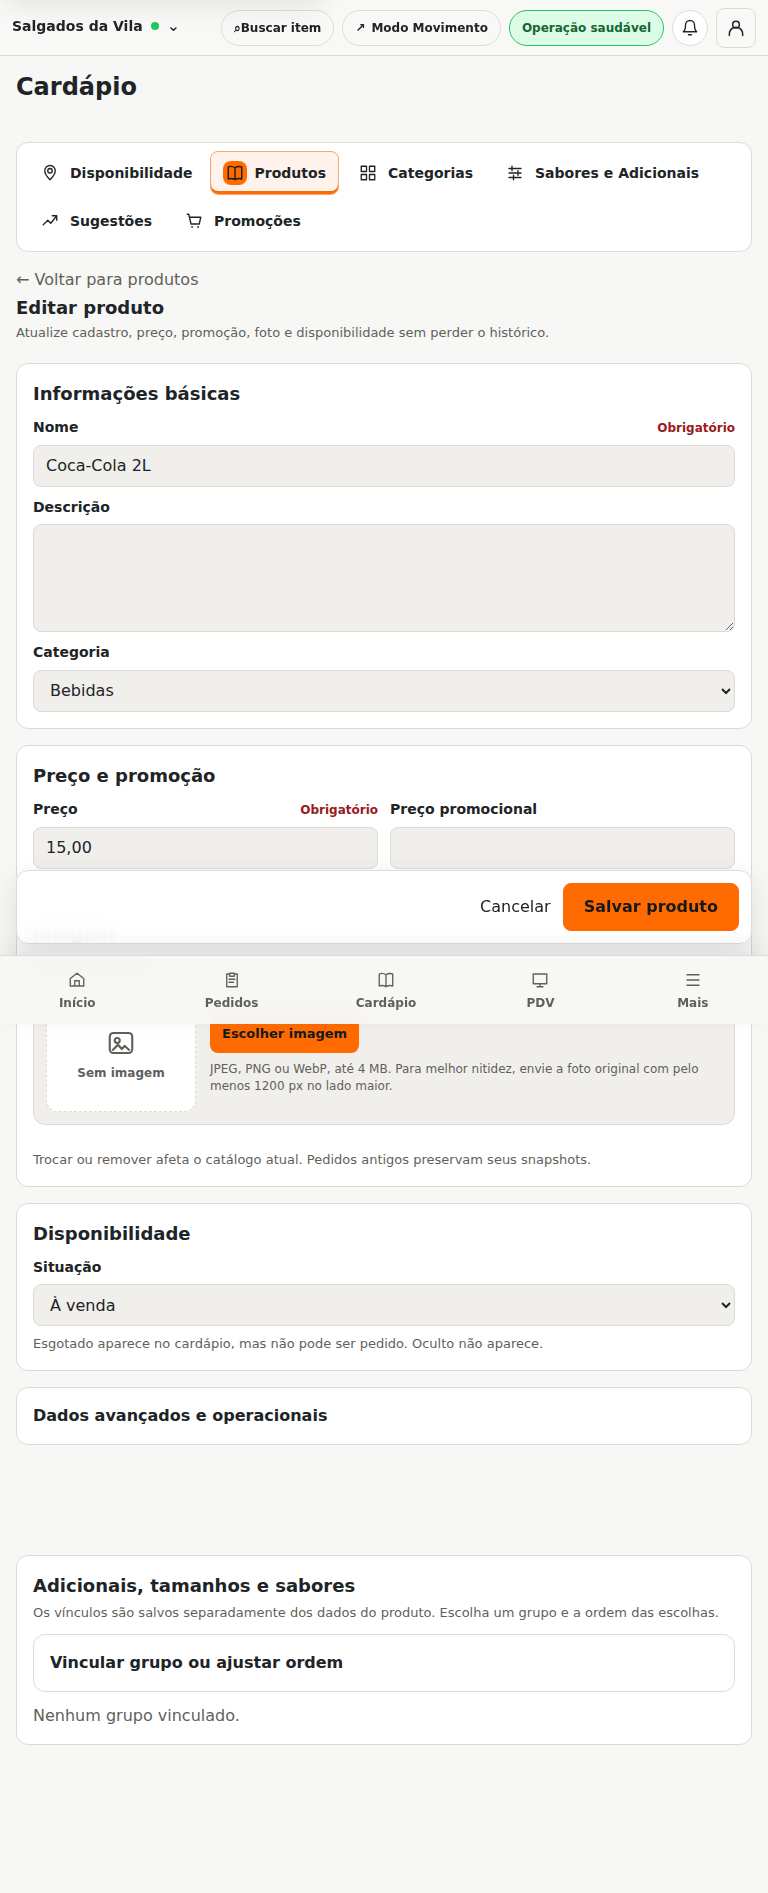 Salgados da Vila
Buscar item
Modo Movimento
Operação saudável
Cardápio
Disponibilidade
Produtos
Categorias
Sabores e Adicionais
Sugestões
Promoções
← Voltar para produtos
Editar produto
Atualize cadastro, preço, promoção, foto e disponibilidade sem perder o histórico.
Informações básicas
Nome
Obrigatório
Coca-Cola 2L
Descrição
Categoria
Bebidas
Preço e promoção
Preço
Obrigatório
Preço promocional
15,00
Cancelar
Salvar produto
Início
Pedidos
Cardápio
PDV
Mais
Escolher imagem
Sem imagem
JPEG, PNG ou WebP, até 4 MB. Para melhor nitidez, envie a foto original com pelo
menos 1200 px no lado maior.
Trocar ou remover afeta o catálogo atual. Pedidos antigos preservam seus snapshots.
Disponibilidade
Situação
À venda
Esgotado aparece no cardápio, mas não pode ser pedido. Oculto não aparece.
Dados avançados e operacionais
Adicionais, tamanhos e sabores
Os vínculos são salvos separadamente dos dados do produto. Escolha um grupo e a ordem das escolhas.
Vincular grupo ou ajustar ordem
Nenhum grupo vinculado.